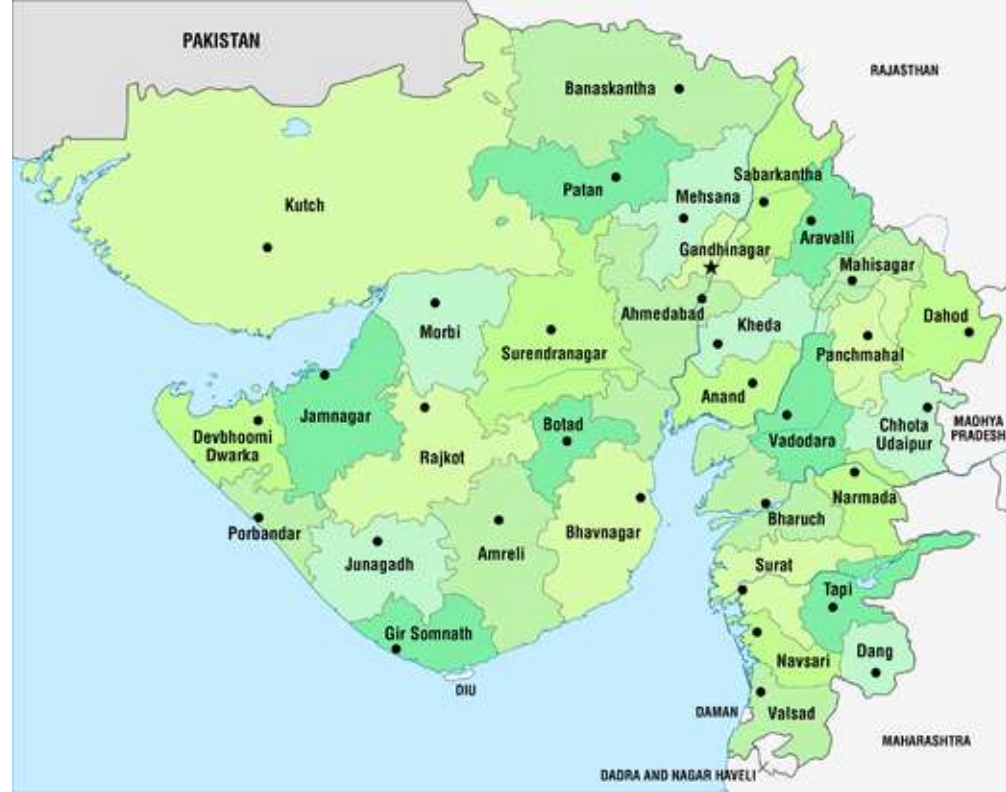 PAKISTAN
RAJASTHAN
Banaskantha
Patan
Mehsana
Sabarkantha
Kutch
Gandhinagar
Aravalli
Mahisagar
Ahmedabad
Kheda
Dahod
Morbi
Surendranagar
Panchmahal
Anand
Jamnagar
Devbhoomi
Dwarka
Rajkot
Botad
Vadodara
Chhota
Udaipur
MADHYA
PRADESH
Narmada
Bharuch
Porbandar
Junagadh
Amreli
Bhavnagar
Surat
Tapi
Gir Somnath
Navsari
Dang
DIU
DAMAN
Valsad
MAHARASHTRA
DADRA AND NAGAR HAVELI